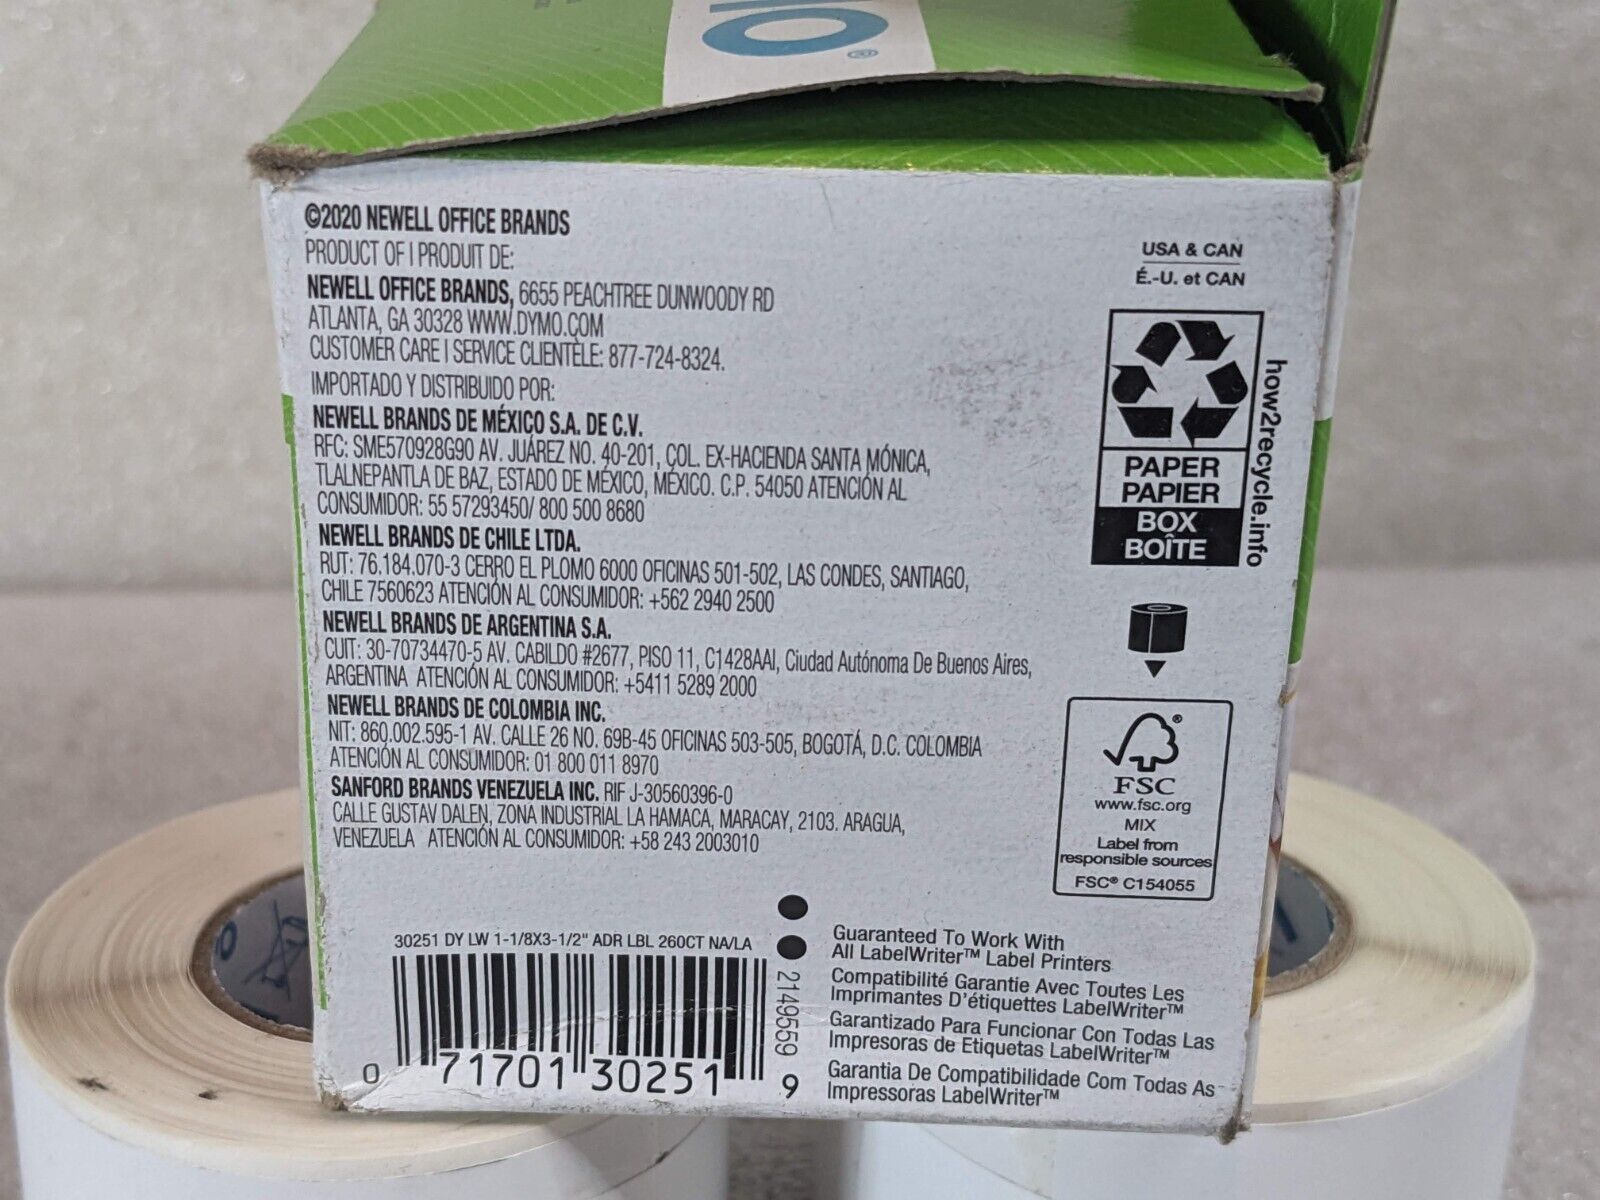 MO®
©2020 NEWELL OFFICE BRANDS
PRODUCT OF I PRODUIT DE:
NEWELL OFFICE BRANDS, 6655 PEACHTREE DUNWOODY RD
ATLANTA, GA 30328 WWW.DYMO.COM
CUSTOMER CARE I SERVICE CLIENTÈLE: 877-724-8324.
IMPORTADO Y DISTRIBUIDO POR:
NEWELL BRANDS DE MÉXICO S.A. DE C.V.
RFC: SME570928G90 AV. JUÁREZ NO. 40-201, COL. EX-HACIENDA SANTA MÓNICA,
TLALNEPANTLA DE BAZ, ESTADO DE MÉXICO, MÉXICO. C.P. 54050 ATENCIÓN AL
CONSUMIDOR: 55 57293450/ 800 500 8680
NEWELL BRANDS DE CHILE LTDA.
RUT: 76.184.070-3 CERRO EL PLOMO 6000 OFICINAS 501-502, LAS CONDES, SANTIAGO,
CHILE 7560623 ATENCIÓN AL CONSUMIDOR: +562 2940 2500
NEWELL BRANDS DE ARGENTINA S.A.
CUIT: 30-70734470-5 AV. CABILDO #2677, PISO 11, C1428AAI, Ciudad Autónoma De Buenos Aires,
ARGENTINA ATENCIÓN AL CONSUMIDOR: +5411 5289 2000
NEWELL BRANDS DE COLOMBIA INC.
NIT: 860.002.595-1 AV. CALLE 26 NO. 69B-45 OFICINAS 503-505, BOGOTÁ, D.C. COLOMBIA
ATENCIÓN AL CONSUMIDOR: 01 800 011 8970
SANFORD BRANDS VENEZUELA INC. RIF J-30560396-0
CALLE GUSTAV DALEN, ZONA INDUSTRIAL LA HAMACA, MARACAY, 2103. ARAGUA,
VENEZUELA ATENCIÓN AL CONSUMIDOR: +58 243 2003010
USA & CAN
É.-U. et CAN
PAPER
PAPIER
BOX
BOÎTE
how2recycle.info
®
FSC
www.fsc.org
MIX
Label from
responsible sources
FSC® C154055
30251 DY LW 1-1/8X3-1/2" ADR LBL 260CT NA/LA
0 71701 30251 9
2149559
Guaranteed To Work With
All LabelWriter™ Label Printers
Compatibilité Garantie Avec Toutes Les
Imprimantes D'étiquettes LabelWriter™
Garantizado Para Funcionar Con Todas Las
Impresoras de Etiquetas LabelWriter™
Garantia De Compatibilidade Com Todas As
Impressoras LabelWriter™